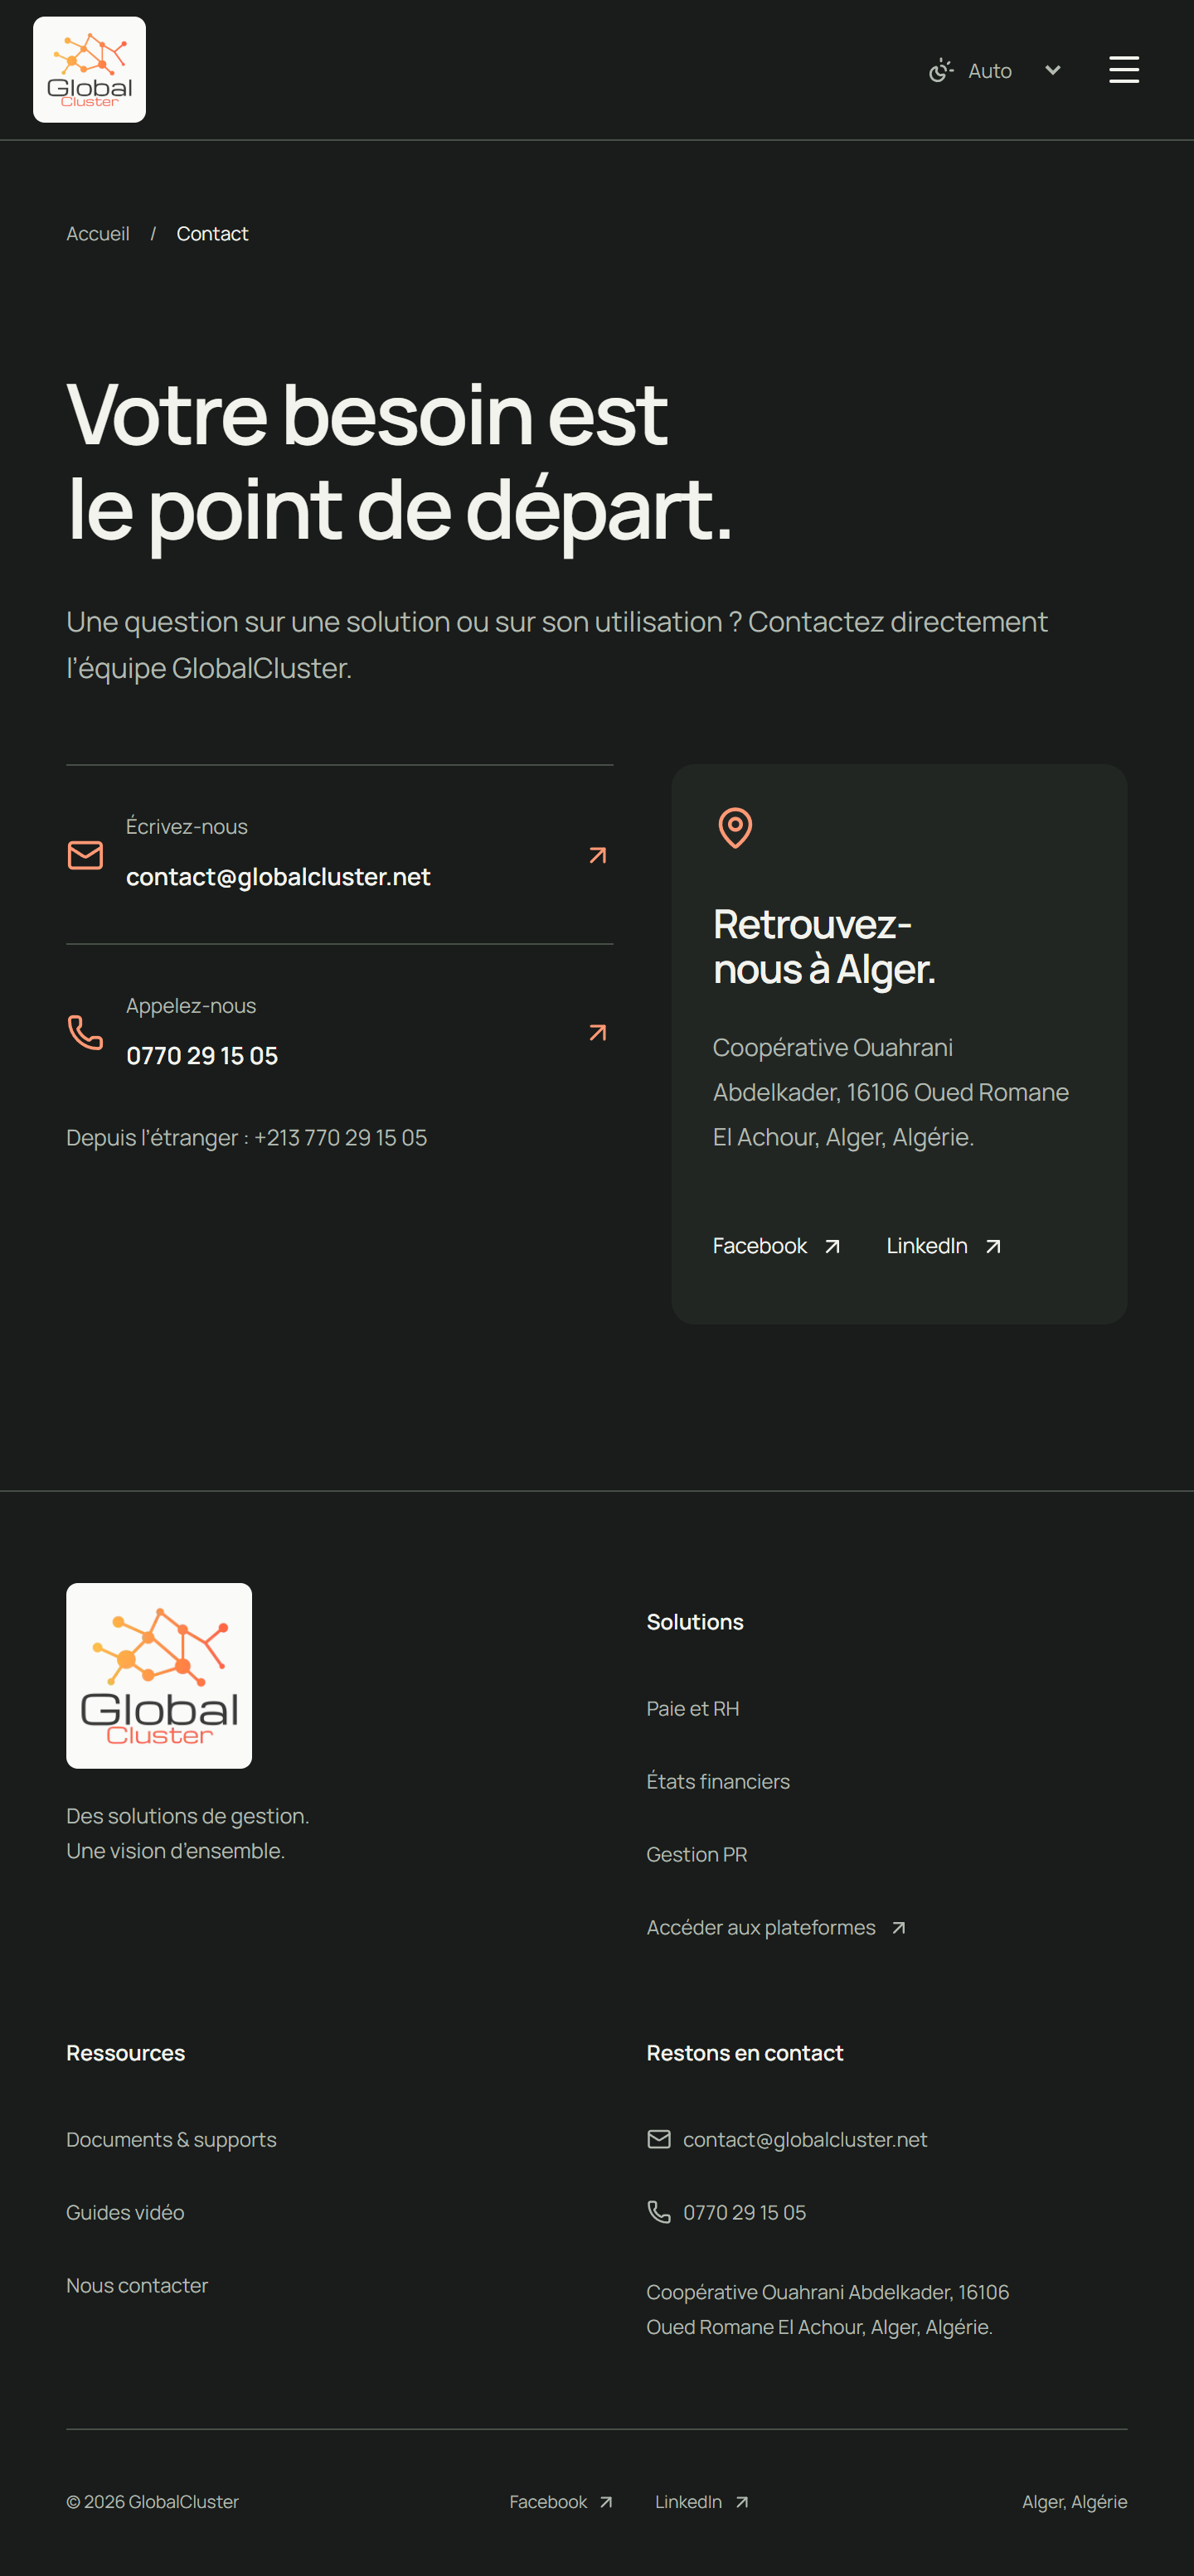 Global
Cluster
Auto
Accueil / Contact
Votre besoin est
le point de départ.
Une question sur une solution ou sur son utilisation ? Contactez directement
l’équipe GlobalCluster.
Écrivez-nous
contact@globalcluster.net
Appelez-nous
0770 29 15 05
Depuis l’étranger : +213 770 29 15 05
Retrouvez-
nous à Alger.
Coopérative Ouahrani
Abdelkader, 16106 Oued Romane
El Achour, Alger, Algérie.
Facebook LinkedIn
Global
Cluster
Des solutions de gestion.
Une vision d’ensemble.
Solutions
Paie et RH
États financiers
Gestion PR
Accéder aux plateformes
Ressources
Documents & supports
Guides vidéo
Nous contacter
Restons en contact
contact@globalcluster.net
0770 29 15 05
Coopérative Ouahrani Abdelkader, 16106
Oued Romane El Achour, Alger, Algérie.
© 2026 GlobalCluster Facebook LinkedIn Alger, Algérie